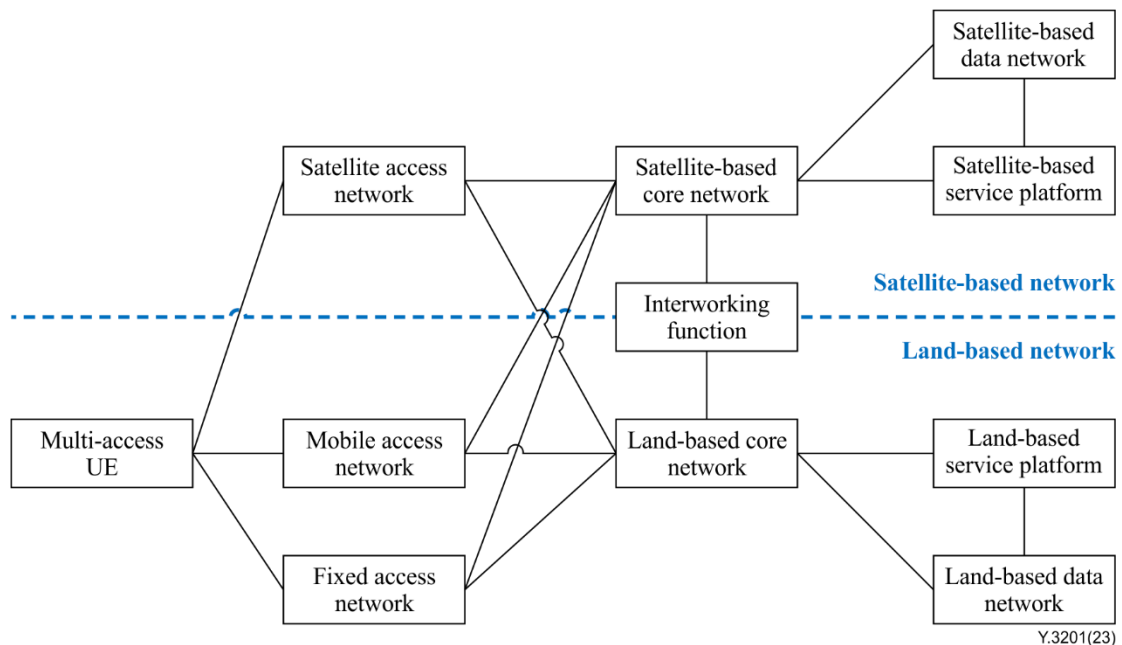 Satellite-based
data network
Satellite access
network
Satellite-based
core network
Satellite-based
service platform
Satellite-based network
Interworking
function
Land-based network
Multi-access
UE
Mobile access
network
Land-based core
network
Land-based
service platform
Fixed access
network
Land-based data
network
Y.3201(23)